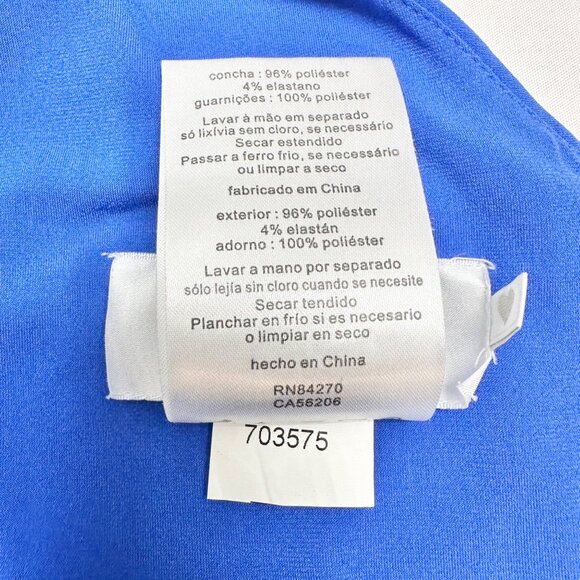 concha : 96% poliéster
4% elastano
guarnições : 100% poliéster
Lavar à mão em separado
só lixívia sem cloro, se necessário
Secar estendido
Passar a ferro frio, se necessário
ou limpar a seco
fabricado em China
exterior : 96% poliéster
4% elastán
adorno : 100% poliéster
Lavar a mano por separado
sólo lejía sin cloro cuando se necesite
Secar tendido
Planchar en frío si es necesario
o limpiar en seco
hecho en China
RN84270
CA56206
703575